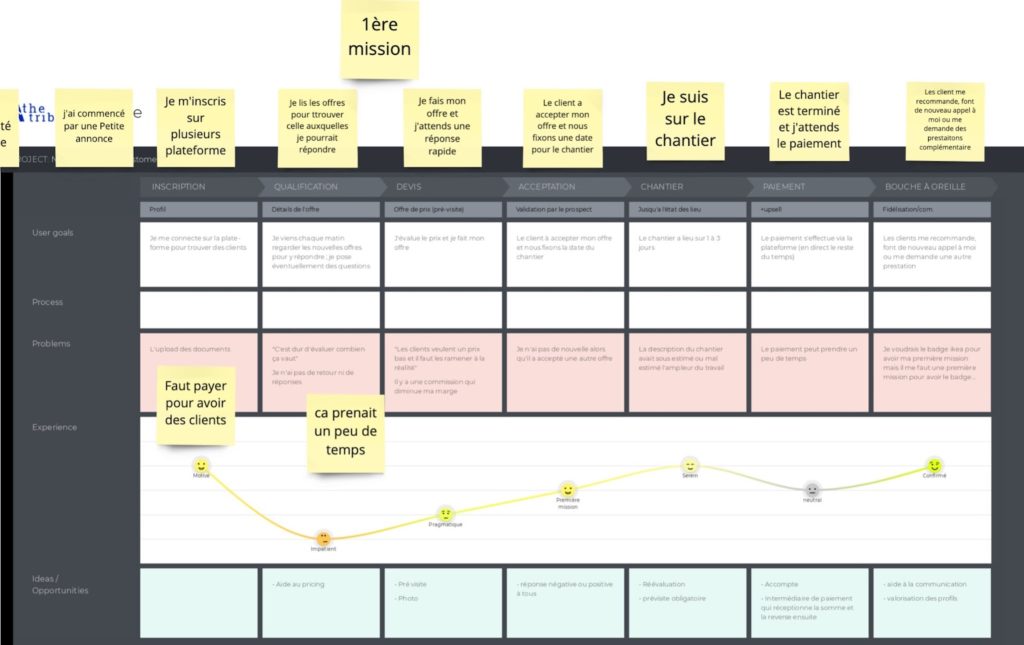 1ère
mission
té
e
the
trib
e
j'ai commencé
par une Petite
annonce
Je m'inscris
sur
plusieurs
plateforme
Je lis les offres
pour ttrouver
celle auxquelles
je pourrait
répondre
Je fais mon
offre et
j'attends une
réponse
rapide
Le client a
accepter mon
offre et nous
fixons une date
pour le chantier
Je suis
sur le
chantier
Le chantier
est terminé
et j'attends
le paiement
Les client me
recommande, font
de nouveau appel à
moi ou me
demande des
prestaitons
complémentaire
ROJECT: N
stome
INSCRIPTION
QUALIFICATION
DEVIS
ACCEPTATION
CHANTIER
PAIEMENT
BOUCHE À OREILLE
Profil
Détails de l'offre
Offre de prix (pré-visite)
Validation par le prospect
Jusqu'à l'état des lieu
+upsell
Fidélisation/com.
User goals
Je me connecte sur la plate-
forme pour trouver des clients
Je viens chaque matin
regarder les nouvelles offres
pour y répondre ; je pose
éventuellement des questions
J'évalue le prix et je fait mon
offre
Le client à accepter mon offre
et nous fixons la date du
chantier
Le chantier a lieu sur 1 à 3
jours
Le paiement s'effectue via la
plateforme (en direct le reste
du temps)
Les clients me recommande,
font de nouveau appel à moi
ou me demande une autre
prestation
Process
Problems
L'upload des documents
"C'est dur d'évaluer combien
ça vaut"
Je n'ai pas de retour ni de
réponses
"Les clients veulent un prix
bas et il faut les ramener à la
réalité"
Il y a une commission qui
diminue ma marge
Je n'ai pas de nouvelle alors,
qu'il a accepté une autre offre
La description du chantier
avait sous estimé ou mal
estimé l'ampleur du travail
Le paiement peut prendre un
peu de temps
Je voudrais le badge ikea pour
avoir ma première mission
mais il me faut une première
mission pour avoir le badge...
Faut payer
pour avoir
des clients
ca prenait
un peu de
temps
Experience
Motivé
Impatient
Pragmatique
Première
mission
Serein
neutral
Confirmé
Ideas /
Opportunities
- Aide au pricing
- Pré visite
- Photo
- réponse négative ou positive
à tous
- Réévaluation
- prévisite obligatoire
- Accompte
- Intermédiaire de paiement
qui réceptionne la somme et
la reverse ensuite
- aide à la communication
- valorisation des profils